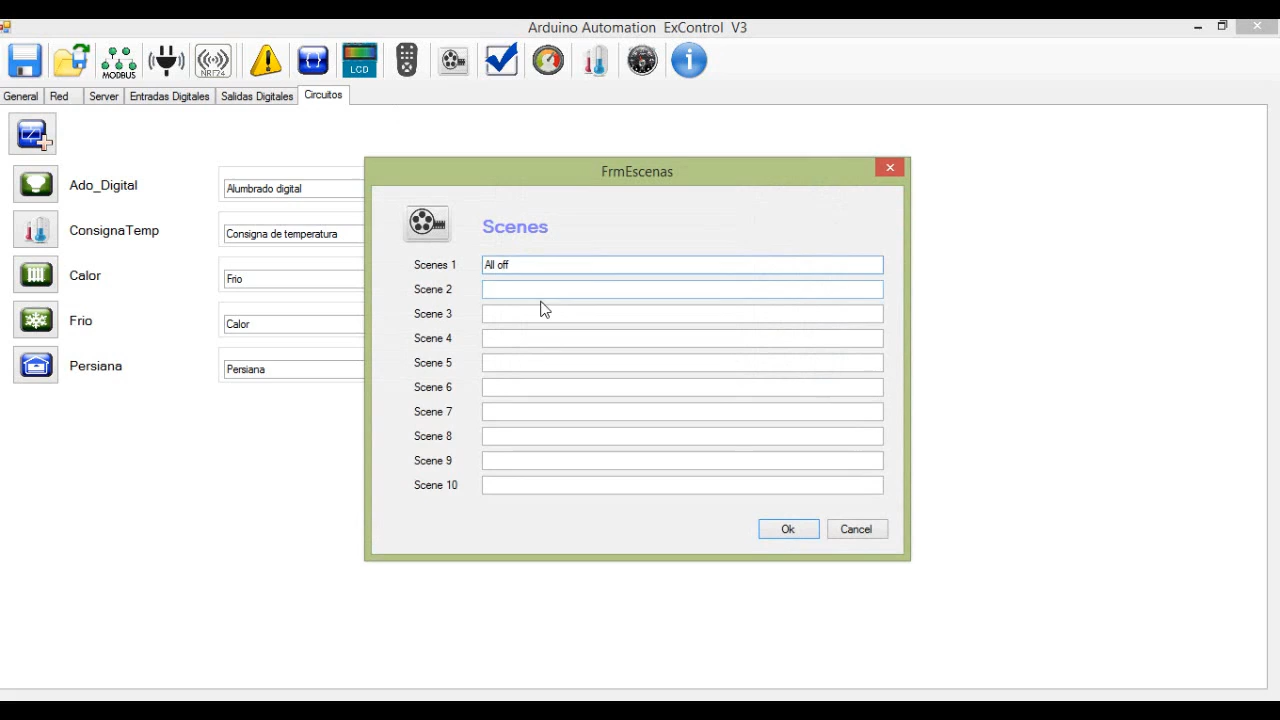 Arduino Automation ExControl V3
MODBUS
NRF24
LCD
General Red Server Entradas Digitales Salidas Digitales Circuitos
Ado_Digital Alumbrado digital
ConsignaTemp Consigna de temperatura
Calor Frio
Frio Calor
Persiana Persiana
FrmEscenas
Scenes
Scenes 1 All off
Scene 2
Scene 3
Scene 4
Scene 5
Scene 6
Scene 7
Scene 8
Scene 9
Scene 10
Ok Cancel